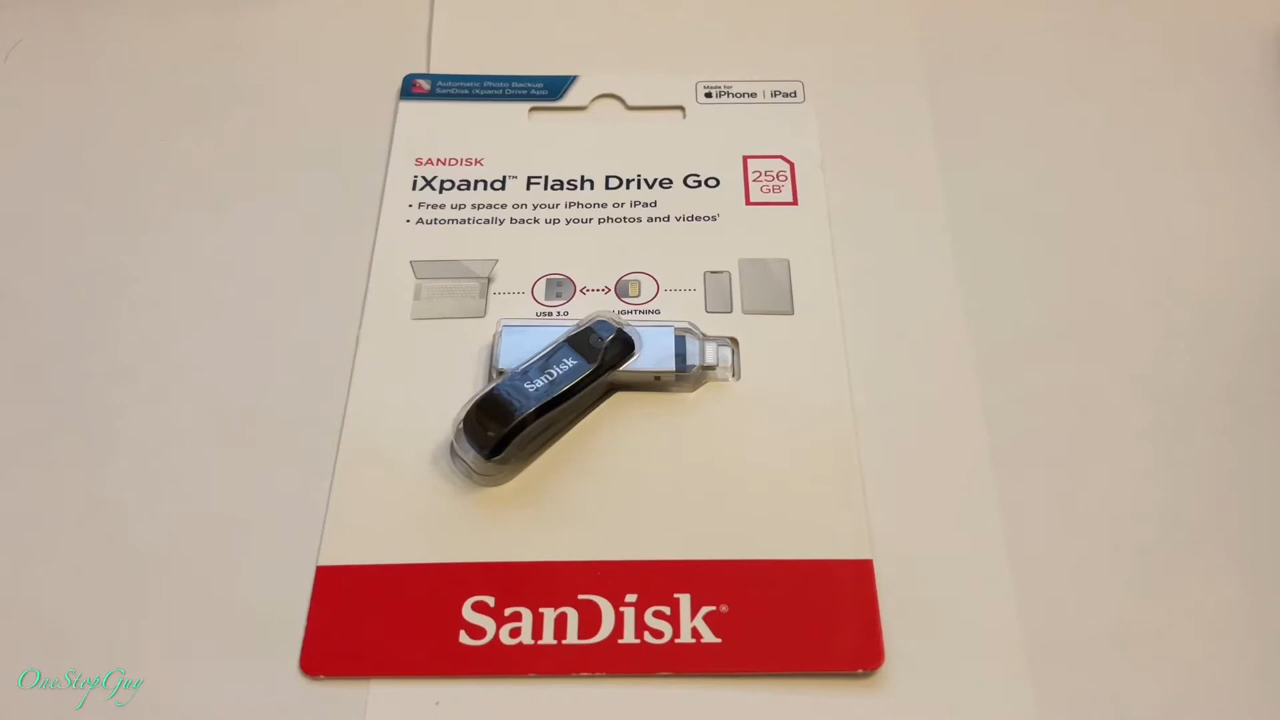 Automatic Photo Backup
SanDisk iXpand Drive App
Made for
iPhone | iPad
SANDISK
iXpand™ Flash Drive Go
256
GB*
• Free up space on your iPhone or iPad
• Automatically back up your photos and videos¹
USB 3.0
LIGHTNING
SanDisk
SanDisk®
OneStopGuy